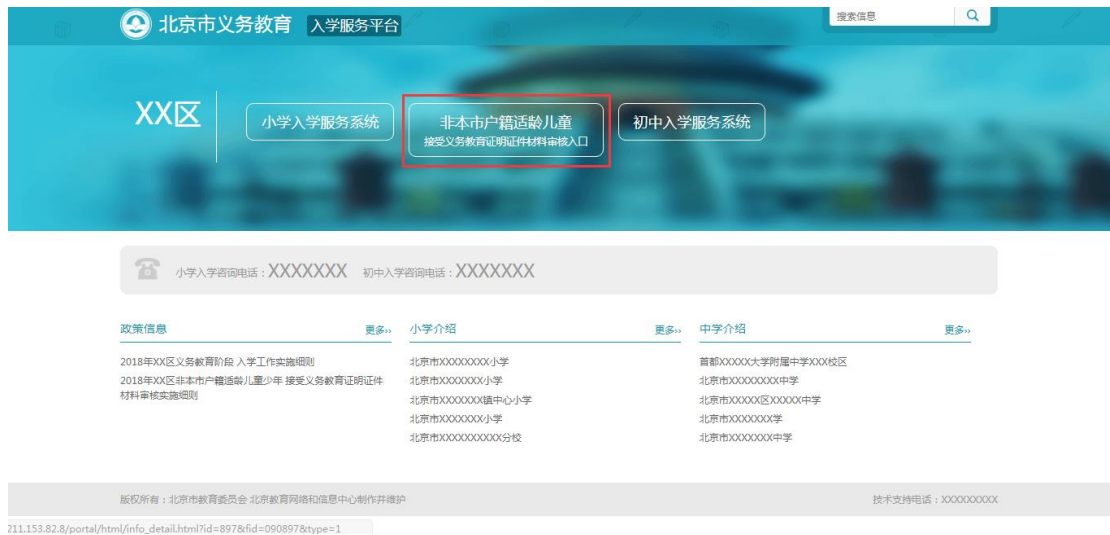 北京市义务教育 入学服务平台
搜索信息
XX区
小学入学服务系统
非本市户籍适龄儿童
接受义务教育证明证件材料审核入口
初中入学服务系统
小学入学咨询电话：XXXXXXX 初中入学咨询电话：XXXXXXX
政策信息 更多››
2018年XX区义务教育阶段 入学工作实施细则
2018年XX区非本市户籍适龄儿童少年 接受义务教育证明证件
材料审核实施细则
小学介绍 更多››
北京市XXXXXXXX小学
北京市XXXXXXX小学
北京市XXXXXXX镇中心小学
北京市XXXXXXX小学
北京市XXXXXXXXXX分校
中学介绍 更多››
首都XXXXX大学附属中学XXX校区
北京市XXXXXXXX中学
北京市XXXXX区XXXXX中学
北京市XXXXXXX学
北京市XXXXXXX中学
版权所有：北京市教育委员会 北京教育网络和信息中心制作并维护
技术支持电话：XXXXXXXXX
211.153.82.8/portal/html/info_detail.html?id=897&fid=090897&type=1